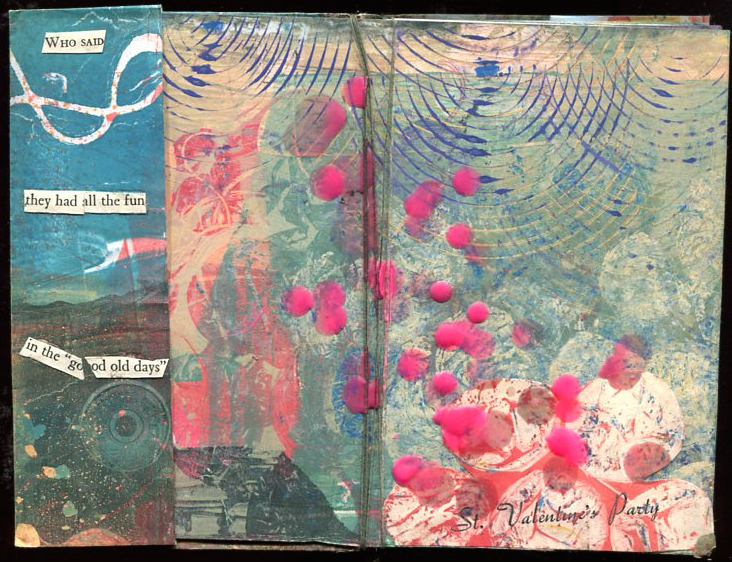 WHO SAID
they had all the fun
in the "good old days"
St. Valentine's Party